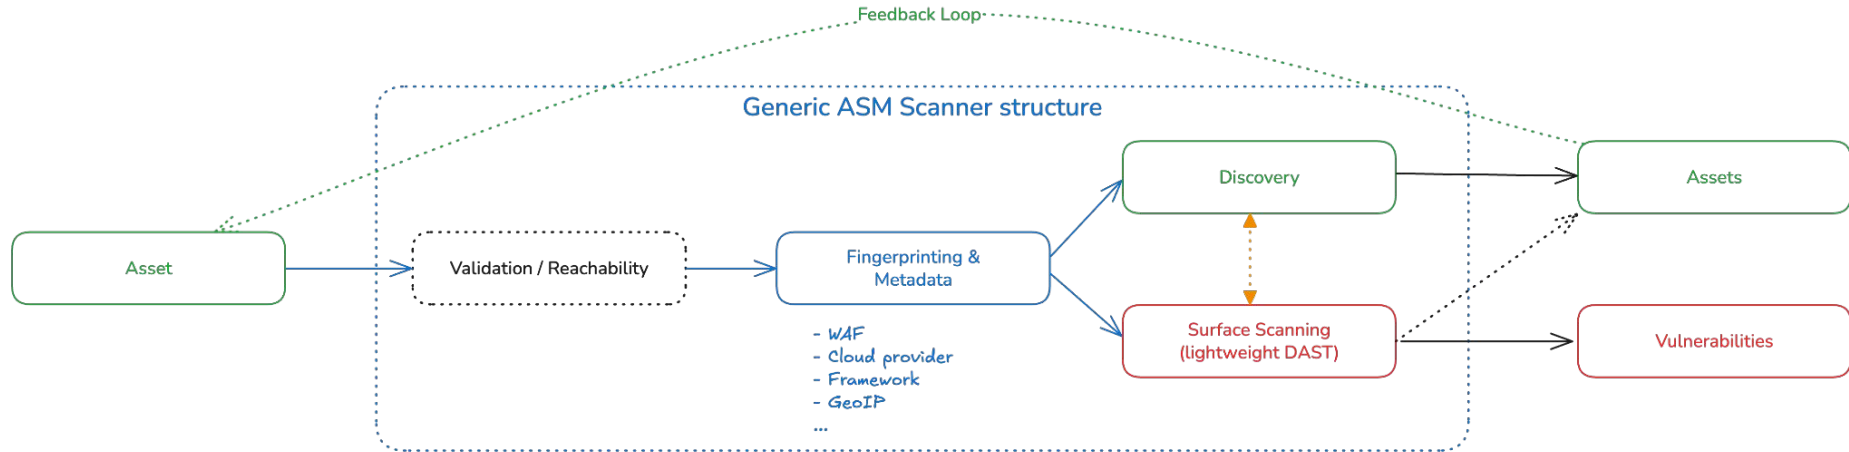 Feedback Loop
Generic ASM Scanner structure
Discovery
Assets
Asset
Validation / Reachability
Fingerprinting &
Metadata
- WAF
- Cloud provider
- Framework
- GeoIP
...
Surface Scanning
(lightweight DAST)
Vulnerabilities